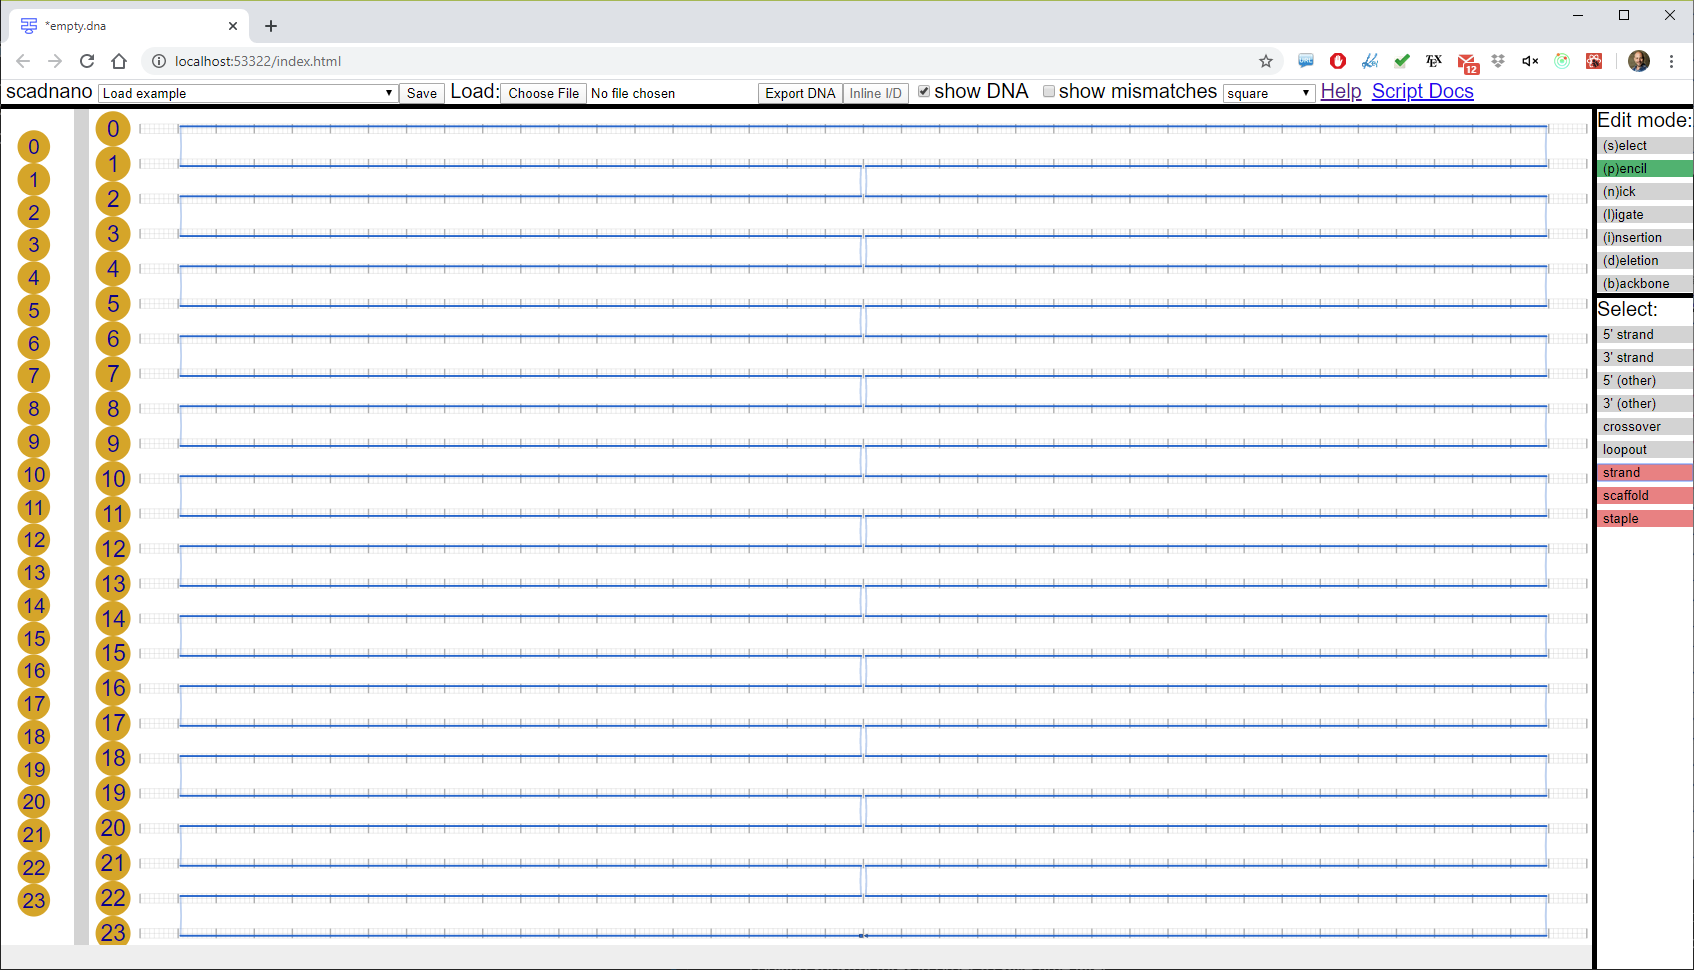 *empty.dna
localhost:53322/index.html
12
scadnano Load example Save Load: Choose File No file chosen Export DNA Inline I/D show DNA show mismatches square Help Script Docs
Edit mode:
(s)elect
(p)encil
(n)ick
(l)igate
(i)nsertion
(d)eletion
(b)ackbone
Select:
5' strand
3' strand
5' (other)
3' (other)
crossover
loopout
strand
scaffold
staple
0
1
2
3
4
5
6
7
8
9
10
11
12
13
14
15
16
17
18
19
20
21
22
23
0
1
2
3
4
5
6
7
8
9
10
11
12
13
14
15
16
17
18
19
20
21
22
23